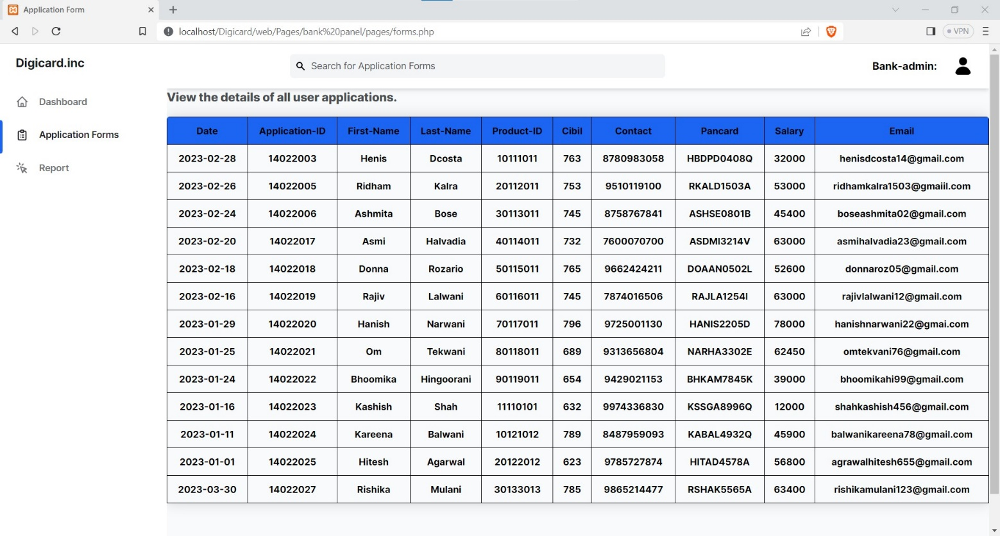 Application Form
localhost/Digicard/web/Pages/bank%20panel/pages/forms.php
VPN
Digicard.inc
Search for Application Forms
Bank-admin:
Dashboard
Application Forms
Report
View the details of all user applications.
Date Application-ID First-Name Last-Name Product-ID Cibil Contact Pancard Salary Email
2023-02-28 14022003 Henis Dcosta 10111011 763 8780983058 HBDPD0408Q 32000 henisdcosta14@gmail.com
2023-02-26 14022005 Ridham Kalra 20112011 753 9510119100 RKALD1503A 53000 ridhamkalra1503@gmaiil.com
2023-02-24 14022006 Ashmita Bose 30113011 745 8758767841 ASHSE0801B 45400 boseashmita02@gmail.com
2023-02-20 14022017 Asmi Halvadia 40114011 732 7600070700 ASDMI3214V 63000 asmihalvadia23@gmail.com
2023-02-18 14022018 Donna Rozario 50115011 765 9662424211 DOAAN0502L 52600 donnaroz05@gmail.com
2023-02-16 14022019 Rajiv Lalwani 60116011 745 7874016506 RAJLA1254I 63000 rajivlalwani12@gmail.com
2023-01-29 14022020 Hanish Narwani 70117011 796 9725001130 HANIS2205D 78000 hanishnarwani22@gmai.com
2023-01-25 14022021 Om Tekwani 80118011 689 9313656804 NARHA3302E 62450 omtekvani76@gmail.com
2023-01-24 14022022 Bhoomika Hingoorani 90119011 654 9429021153 BHKAM7845K 39000 bhoomikahi99@gmail.com
2023-01-16 14022023 Kashish Shah 11110101 632 9974336830 KSSGA8996Q 12000 shahkashish456@gmail.com
2023-01-11 14022024 Kareena Balwani 10121012 789 8487959093 KABAL4932Q 45900 balwanikareena78@gmail.com
2023-01-01 14022025 Hitesh Agarwal 20122012 623 9785727874 HITAD4578A 56800 agrawalhitesh655@gmail.com
2023-03-30 14022027 Rishika Mulani 30133013 785 9865214477 RSHAK5565A 63400 rishikamulani123@gmail.com